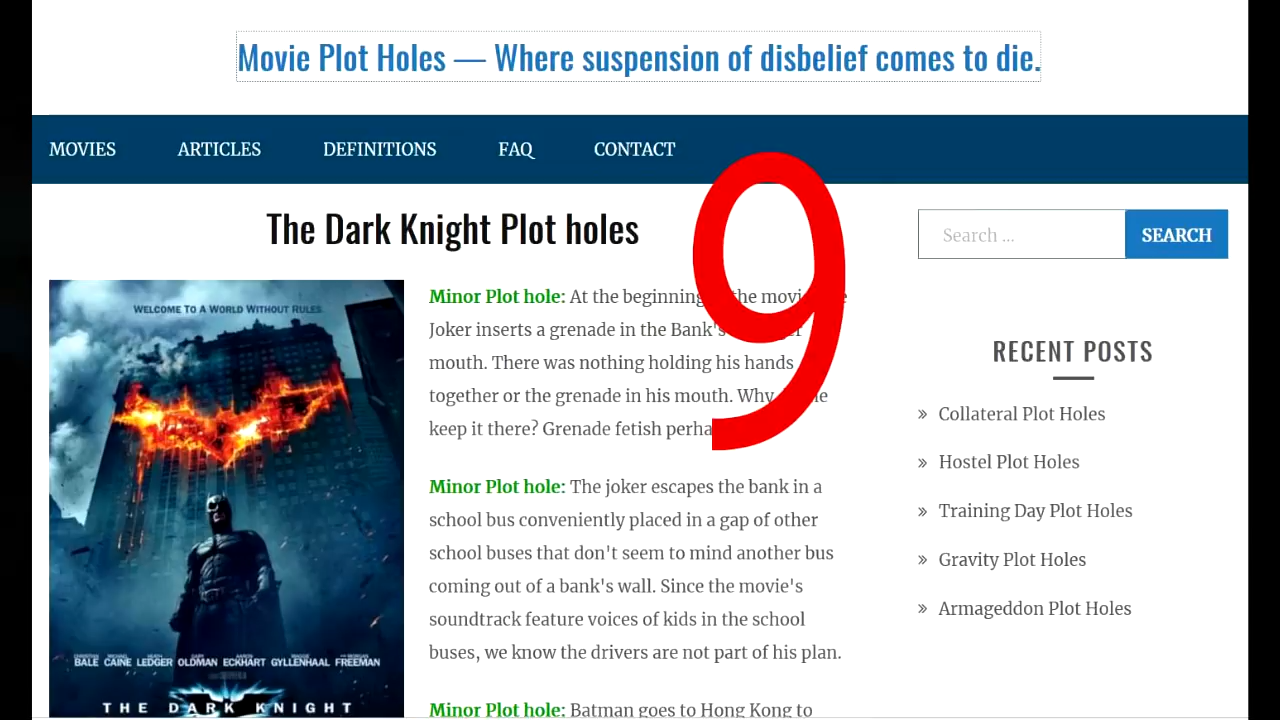 Movie Plot Holes — Where suspension of disbelief comes to die.
MOVIES ARTICLES DEFINITIONS FAQ CONTACT
The Dark Knight Plot holes
9
Search ...
SEARCH
WELCOME TO A WORLD WITHOUT RULES.
BALE CAINE LEDGER OLDMAN ECKHART GYLLENHAAL FREEMAN
THE DARK KNIGHT
Minor Plot hole: At the beginning the
Joker inserts a grenade in the Bank's
mouth. There was nothing holding his hands
together or the grenade in his mouth. Why
keep it there? Grenade fetish
Minor Plot hole: The joker escapes the bank in a
school bus conveniently placed in a gap of other
school buses that don't seem to mind another bus
coming out of a bank's wall. Since the movie's
soundtrack feature voices of kids in the school
buses, we know the drivers are not part of his plan.
Minor Plot hole: Batman goes to Hong Kong to
RECENT POSTS
» Collateral Plot Holes
» Hostel Plot Holes
» Training Day Plot Holes
» Gravity Plot Holes
» Armageddon Plot Holes